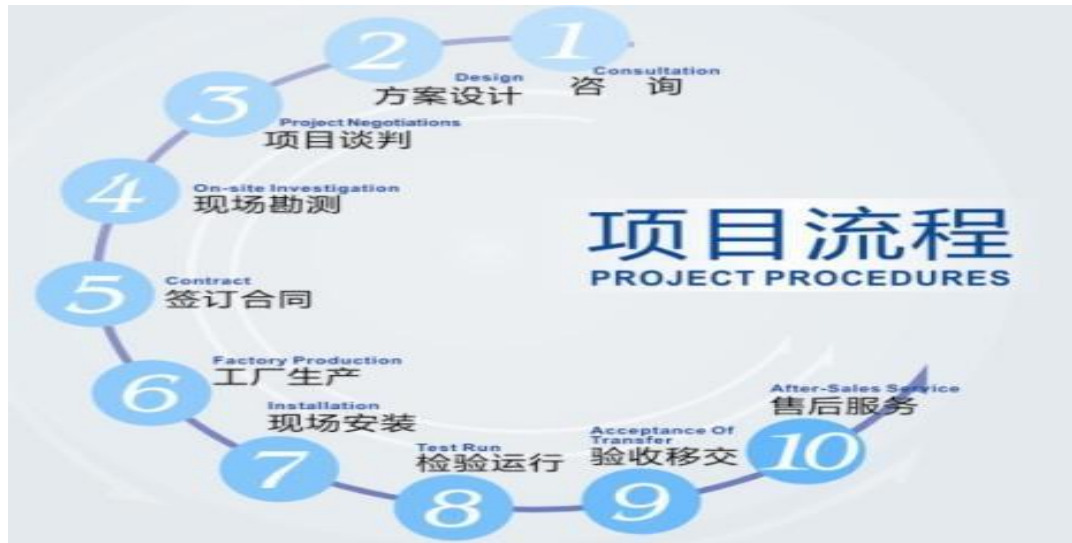 1
Consultation
咨 询
2
Design
方案设计
3
Project Negotiations
项目谈判
4
On-site Investigation
现场勘测
5
Contract
签订合同
6
Factory Production
工厂生产
7
Installation
现场安装
8
Test Run
检验运行
9
Acceptance Of
Transfer
验收移交
10
After-Sales Service
售后服务
项目流程
PROJECT PROCEDURES